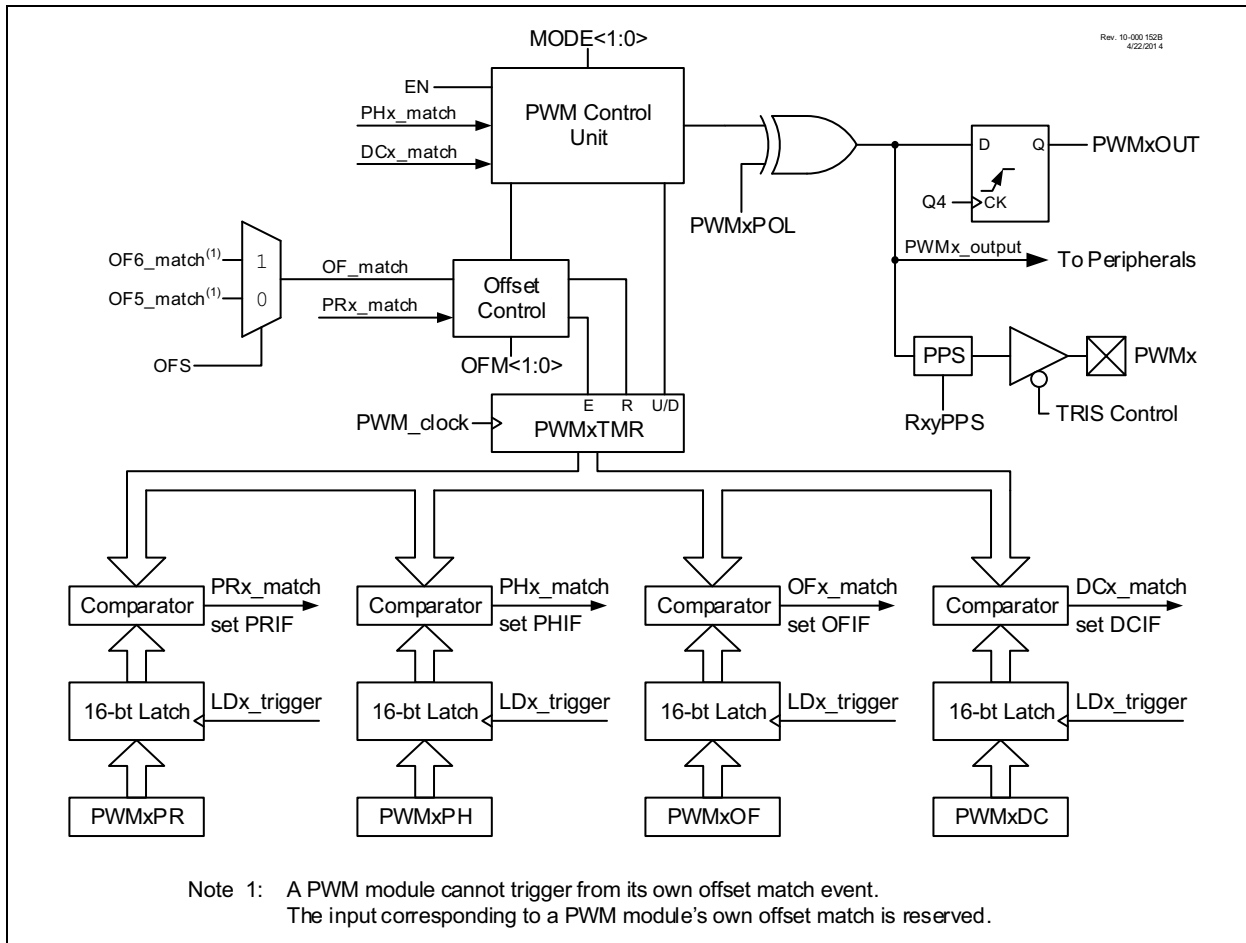 Rev. 10-000 152B
4/22/201 4
MODE<1:0>
EN
PHx_match
DCx_match
PWM Control
Unit
PWMxPOL
D
Q
Q4
CK
PWMxOUT
PWMx_output
To Peripherals
PPS
RxyPPS
PWMx
TRIS Control
OF6_match(1)
OF5_match(1)
1
0
OFS
OF_match
PRx_match
Offset
Control
OFM<1:0>
E
R
U/D
PWM_clock
PWMxTMR
Comparator
PRx_match
set PRIF
Comparator
PHx_match
set PHIF
Comparator
OFx_match
set OFIF
Comparator
DCx_match
set DCIF
16-bt Latch
LDx_trigger
16-bt Latch
LDx_trigger
16-bt Latch
LDx_trigger
16-bt Latch
LDx_trigger
PWMxPR
PWMxPH
PWMxOF
PWMxDC
Note 1: A PWM module cannot trigger from its own offset match event.
The input corresponding to a PWM module's own offset match is reserved.